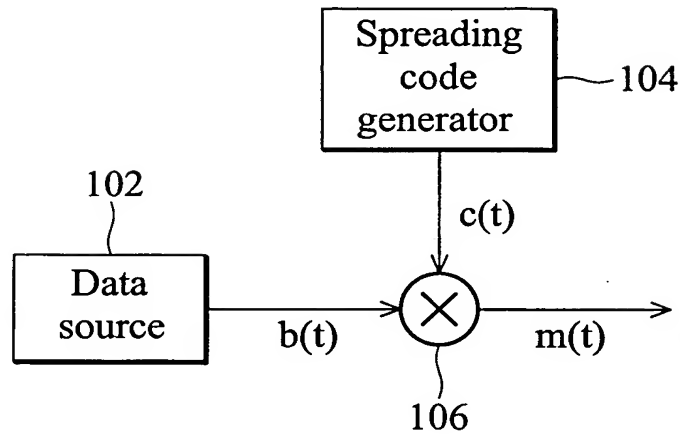 Spreading
code
generator
104
102
c(t)
Data
source
b(t)
m(t)
106